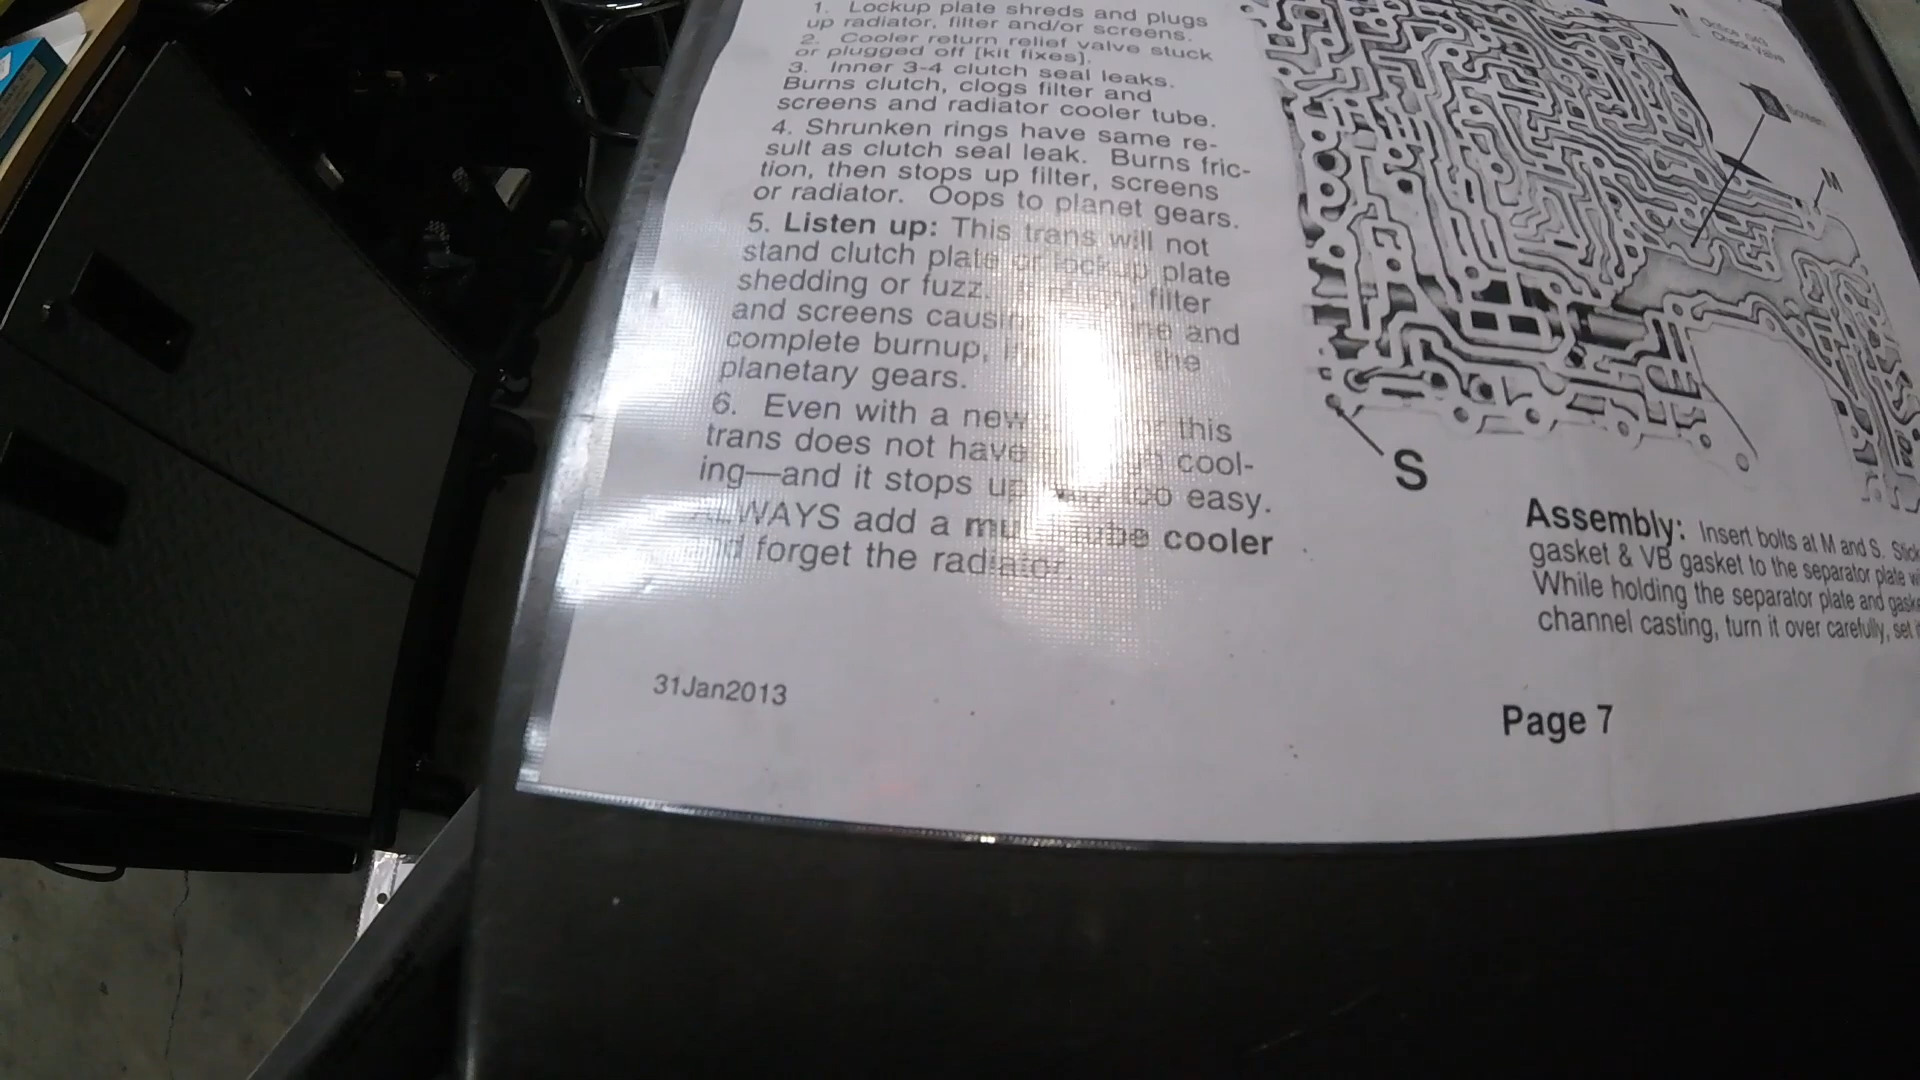 1. Lockup plate shreds and plugs
up radiator, filter and/or screens.
2. Cooler return relief valve stuck
or plugged off [kit fixes].
3. Inner 3-4 clutch seal leaks.
Burns clutch, clogs filter and
screens and radiator cooler tube.
4. Shrunken rings have same re-
sult as clutch seal leak. Burns fric-
tion, then stops up filter, screens
or radiator. Oops to planet gears.
5. Listen up: This trans will not
stand clutch plate or lockup plate
shedding or fuzz. filter
and screens and
complete burnup, the
planetary gears.
6. Even with a new this
trans does not have cool-
ing—and it stops up too easy.
ALWAYS add a cooler
and forget the radiator.
31Jan2013
Check Valve
Screen
M
S
Assembly: Insert bolts at M and S.
gasket & VB gasket to the separator plate
While holding the separator plate and
channel casting, turn it over carefully, set
Page 7